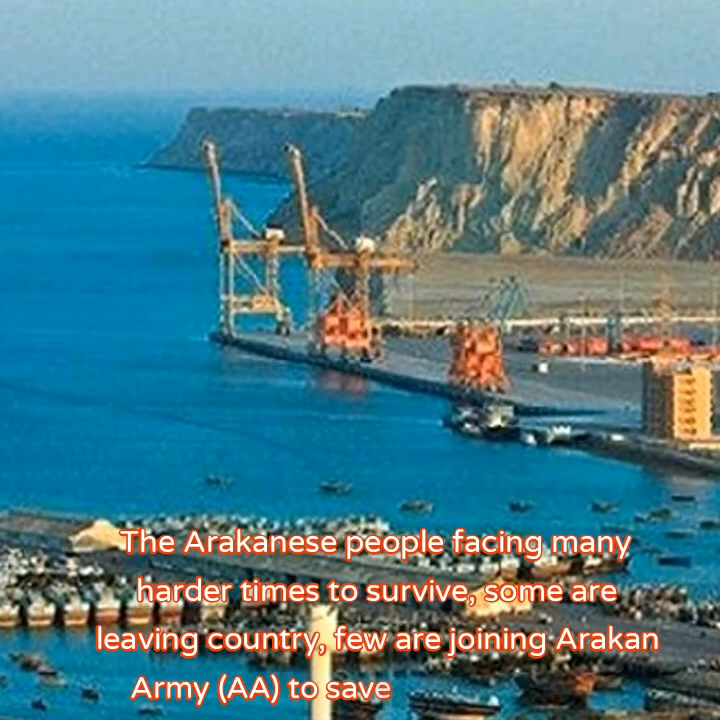 The Arakanese people facing many
harder times to survive, some are
leaving country, few are joining Arakan
Army (AA) to save